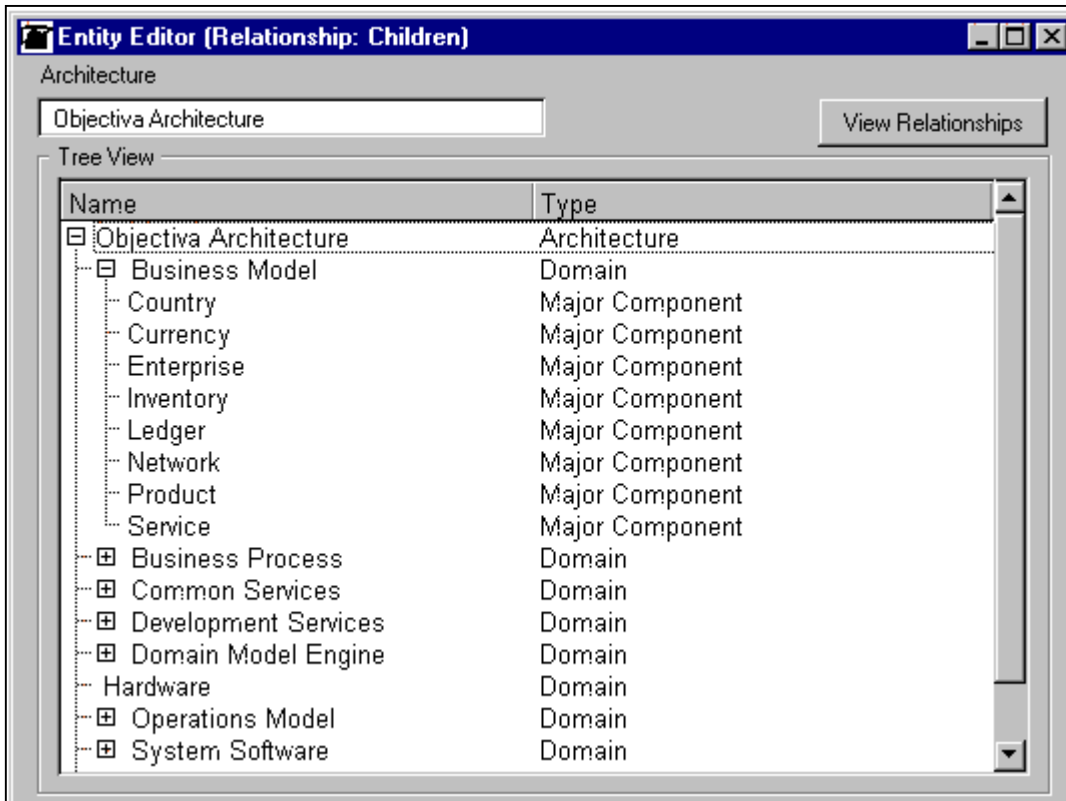 Entity Editor (Relationship: Children)
Architecture
Objectiva Architecture View Relationships
Tree View
Name Type
Objectiva Architecture Architecture
Business Model Domain
Country Major Component
Currency Major Component
Enterprise Major Component
Inventory Major Component
Ledger Major Component
Network Major Component
Product Major Component
Service Major Component
Business Process Domain
Common Services Domain
Development Services Domain
Domain Model Engine Domain
Hardware Domain
Operations Model Domain
System Software Domain